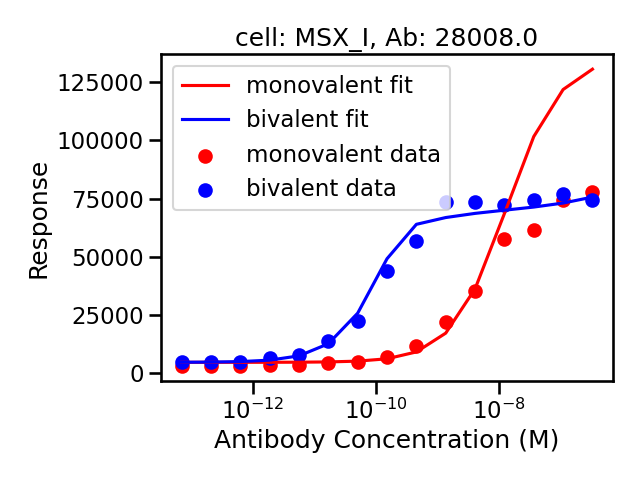 cell: MSX_I, Ab: 28008.0
monovalent fit
bivalent fit
monovalent data
bivalent data
125000
100000
75000
50000
25000
0
Response
10⁻¹² 10⁻¹⁰ 10⁻⁸
Antibody Concentration (M)